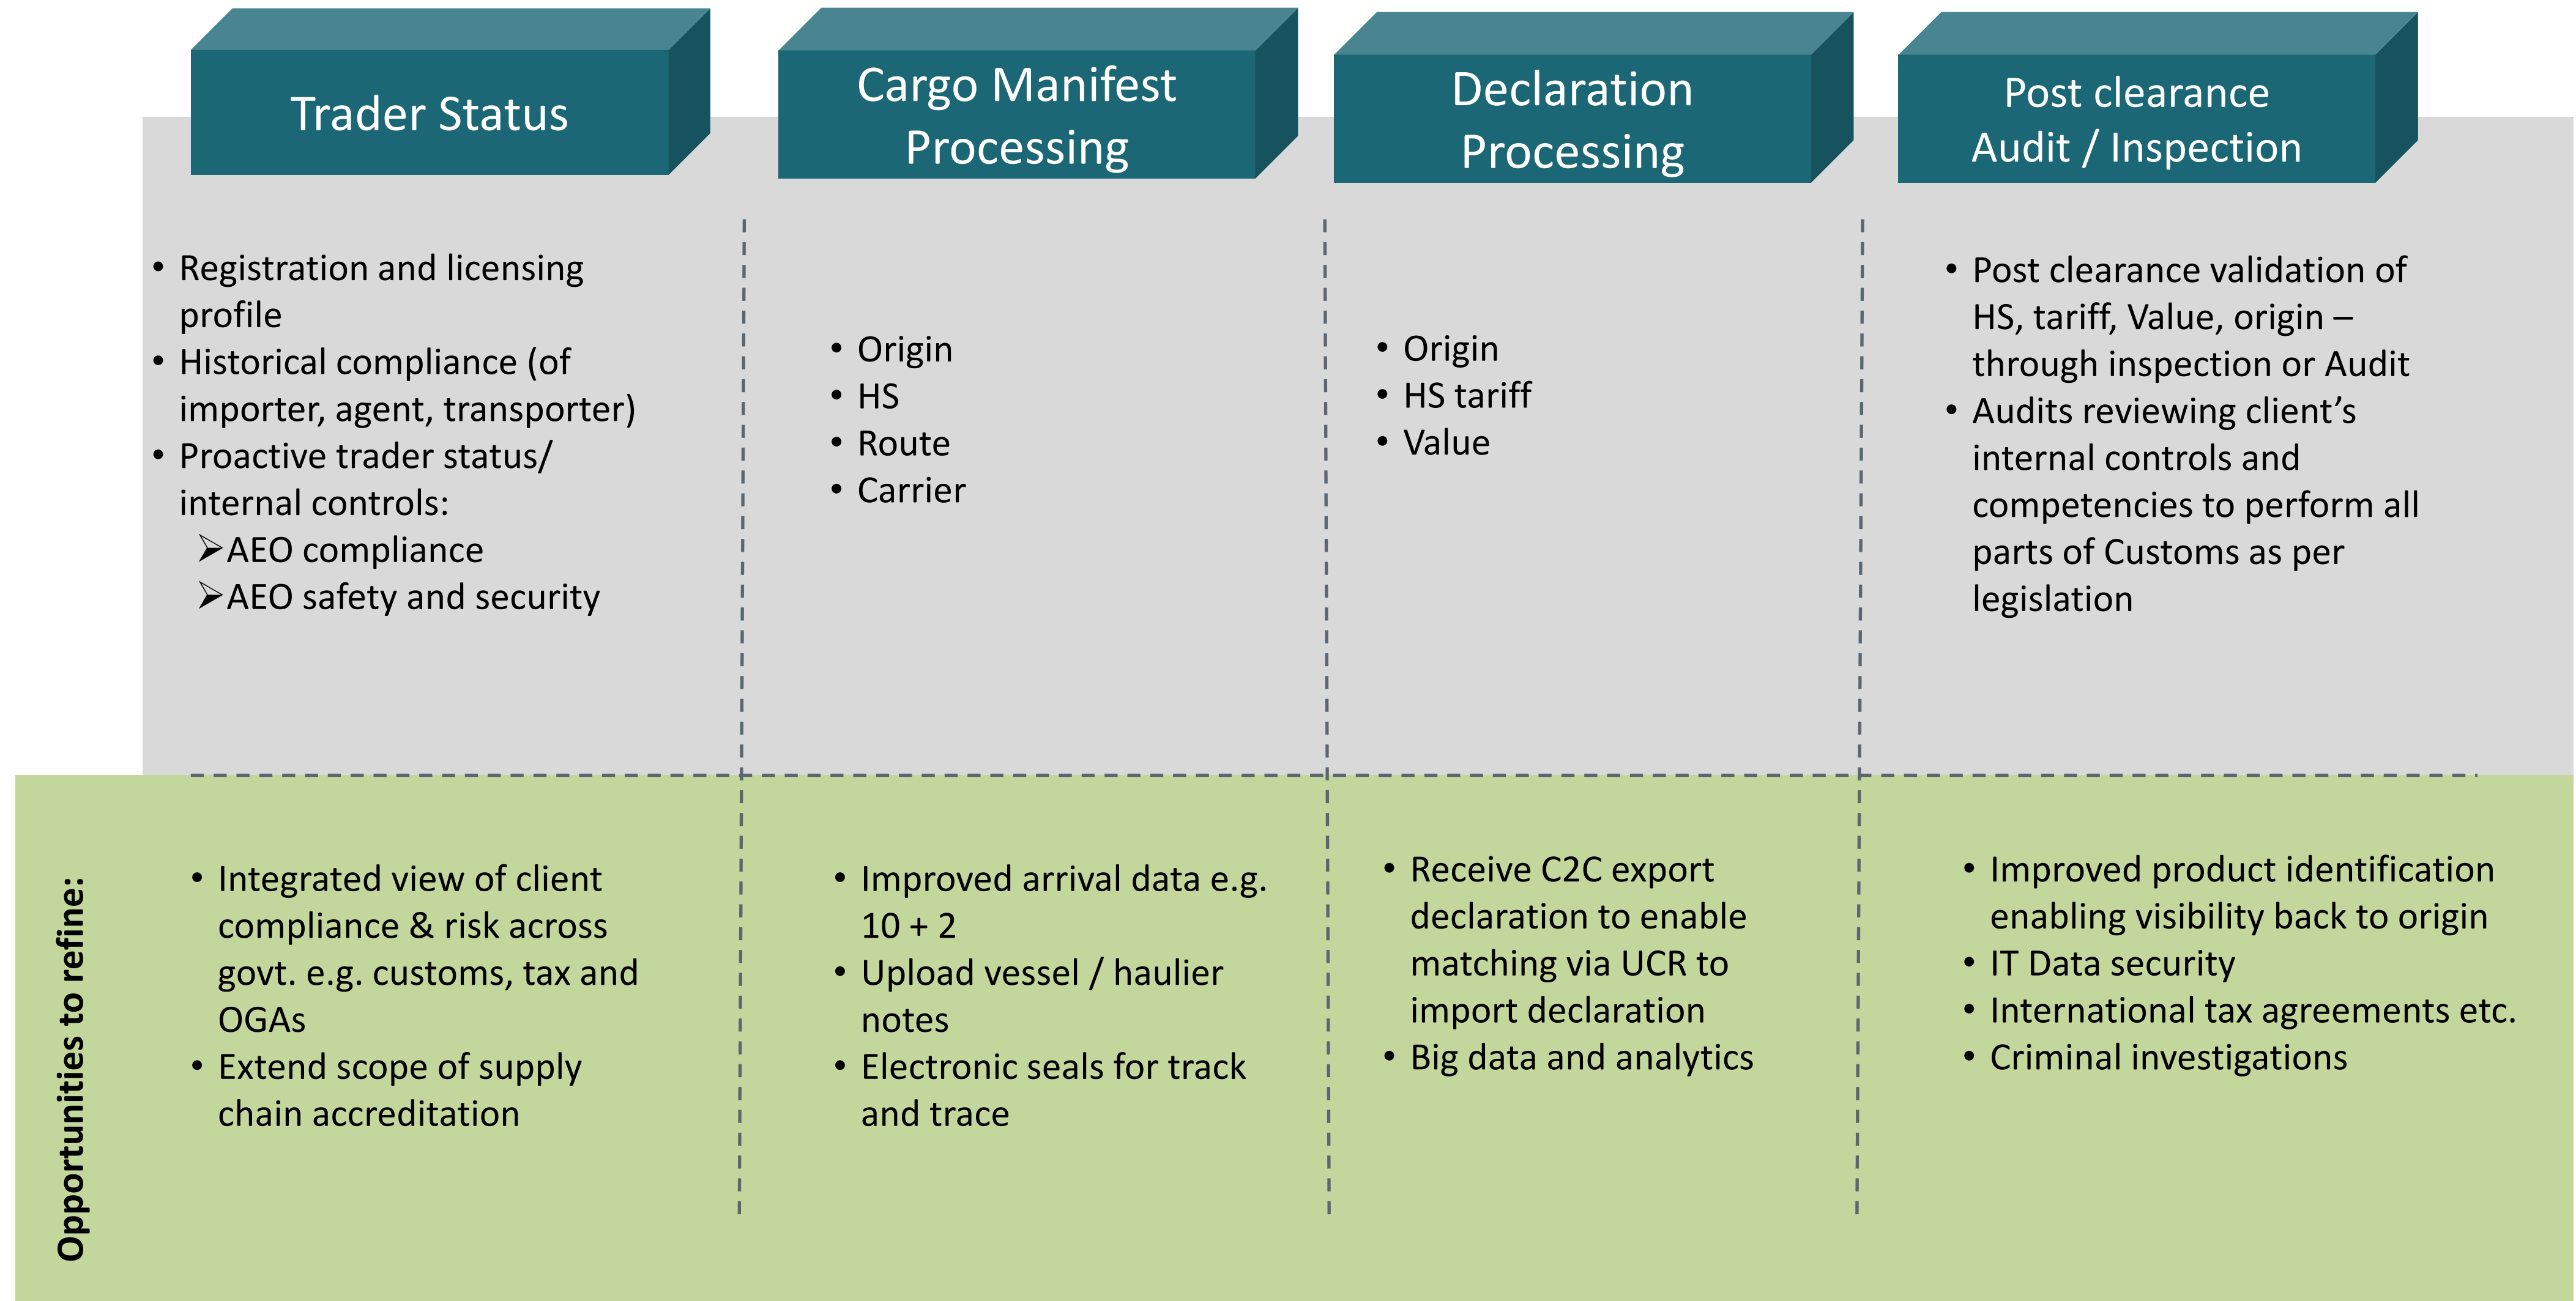 Trader Status
Cargo Manifest
Processing
Declaration
Processing
Post clearance
Audit / Inspection
• Registration and licensing
profile
• Historical compliance (of
importer, agent, transporter)
• Proactive trader status/
internal controls:
➢AEO compliance
➢AEO safety and security
• Origin
• HS
• Route
• Carrier
• Origin
• HS tariff
• Value
• Post clearance validation of
HS, tariff, Value, origin –
through inspection or Audit
• Audits reviewing client’s
internal controls and
competencies to perform all
parts of Customs as per
legislation
Opportunities to refine:
• Integrated view of client
compliance & risk across
govt. e.g. customs, tax and
OGAs
• Extend scope of supply
chain accreditation
• Improved arrival data e.g.
10 + 2
• Upload vessel / haulier
notes
• Electronic seals for track
and trace
• Receive C2C export
declaration to enable
matching via UCR to
import declaration
• Big data and analytics
• Improved product identification
enabling visibility back to origin
• IT Data security
• International tax agreements etc.
• Criminal investigations